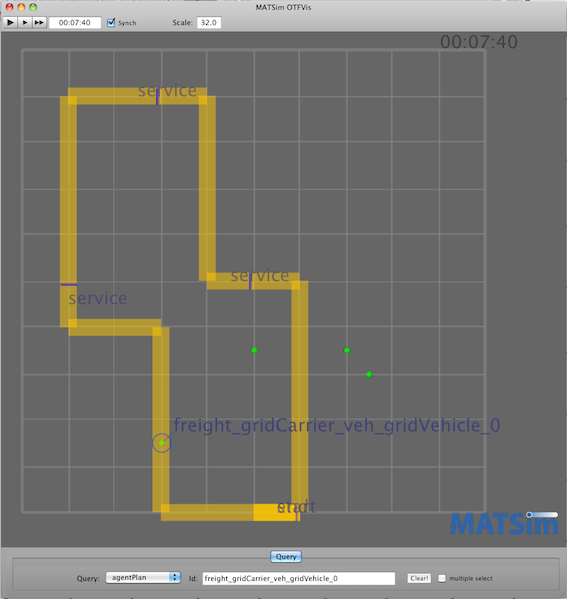 MATSim OTFVis
00:07:40 Synch Scale: 32.0
00:07:40
service
service
service
freight_gridCarrier_veh_gridVehicle_0
MATSim
Query
Query: agentPlan Id: freight_gridCarrier_veh_gridVehicle_0 Clear! multiple select